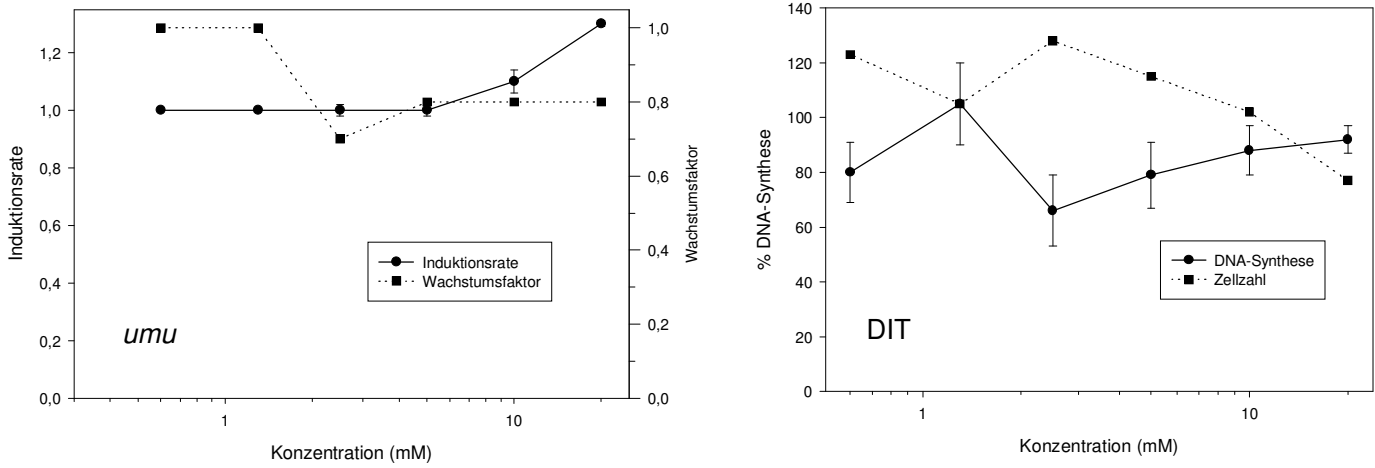 1,2
1,0
0,8
0,6
0,4
0,2
0,0
Induktionsrate
1,0
0,8
0,6
0,4
0,2
0,0
Wachstumsfaktor
Induktionsrate
Wachstumsfaktor
umu
1
10
Konzentration (mM)
140
120
100
80
60
40
20
0
% DNA-Synthese
DNA-Synthese
Zellzahl
DIT
1
10
Konzentration (mM)